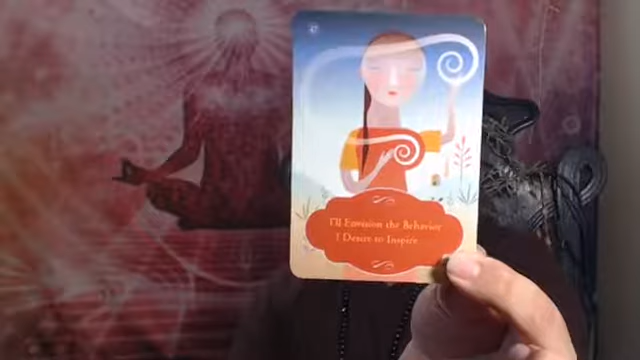 I'll Envision the Behavior
I Desire to Inspire